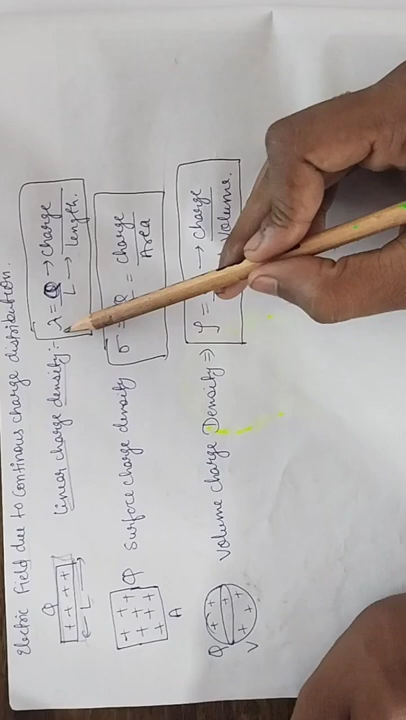 Electric field due to Continous charge distribution.
Q
++++
L
linear charge density:- λ = Q → charge
L → length.
+ + +
+ + + +
+ + + +
Q
A
Surface charge density σ = Q = charge
Area
Q
+ +
+ + +
+ +
V
Volume charge Density ⇒ ρ = → charge
Volume.